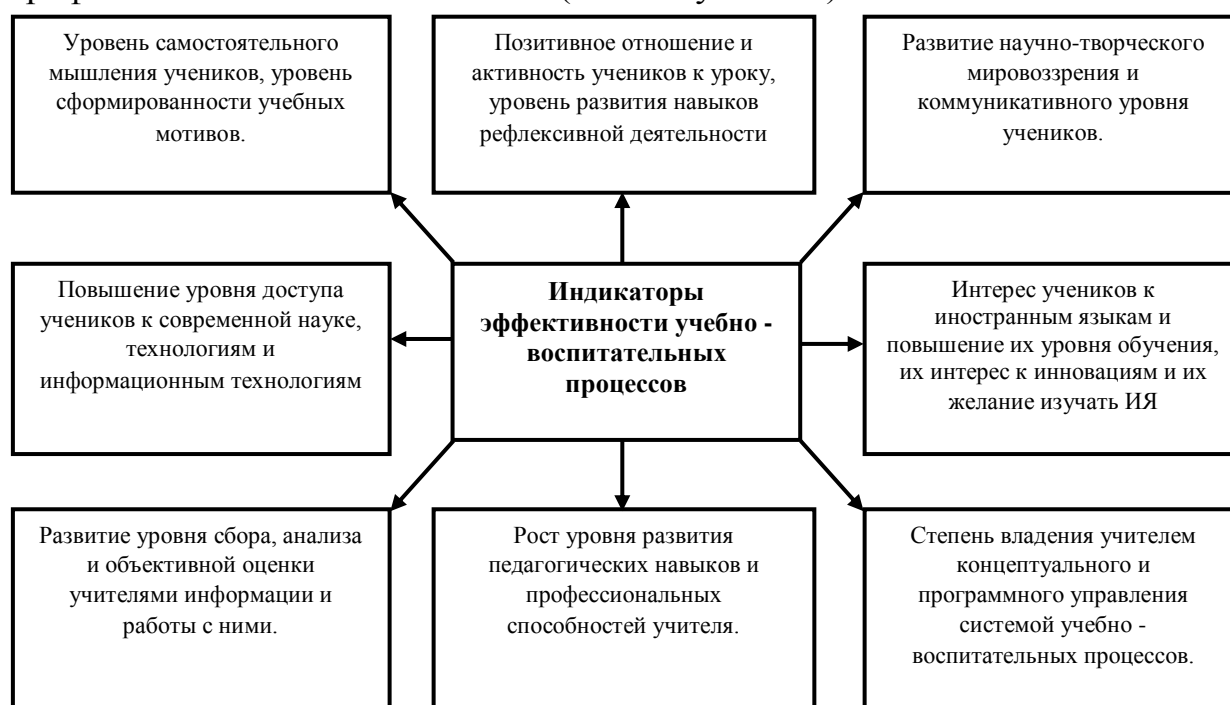 Уровень самостоятельного
мышления учеников, уровень
сформированности учебных
мотивов.
Позитивное отношение и
активность учеников к уроку,
уровень развития навыков
рефлексивной деятельности
Развитие научно-творческого
мировоззрения и
коммуникативного уровня
учеников.
Повышение уровня доступа
учеников к современной науке,
технологиям и
информационным технологиям
Индикаторы
эффективности учебно -
воспитательных
процессов
Интерес учеников к
иностранным языкам и
повышение их уровня обучения,
их интерес к инновациям и их
желание изучать ИЯ
Развитие уровня сбора, анализа
и объективной оценки
учителями информации и
работы с ними.
Рост уровня развития
педагогических навыков и
профессиональных
способностей учителя.
Степень владения учителем
концептуального и
программного управления
системой учебно -
воспитательных процессов.